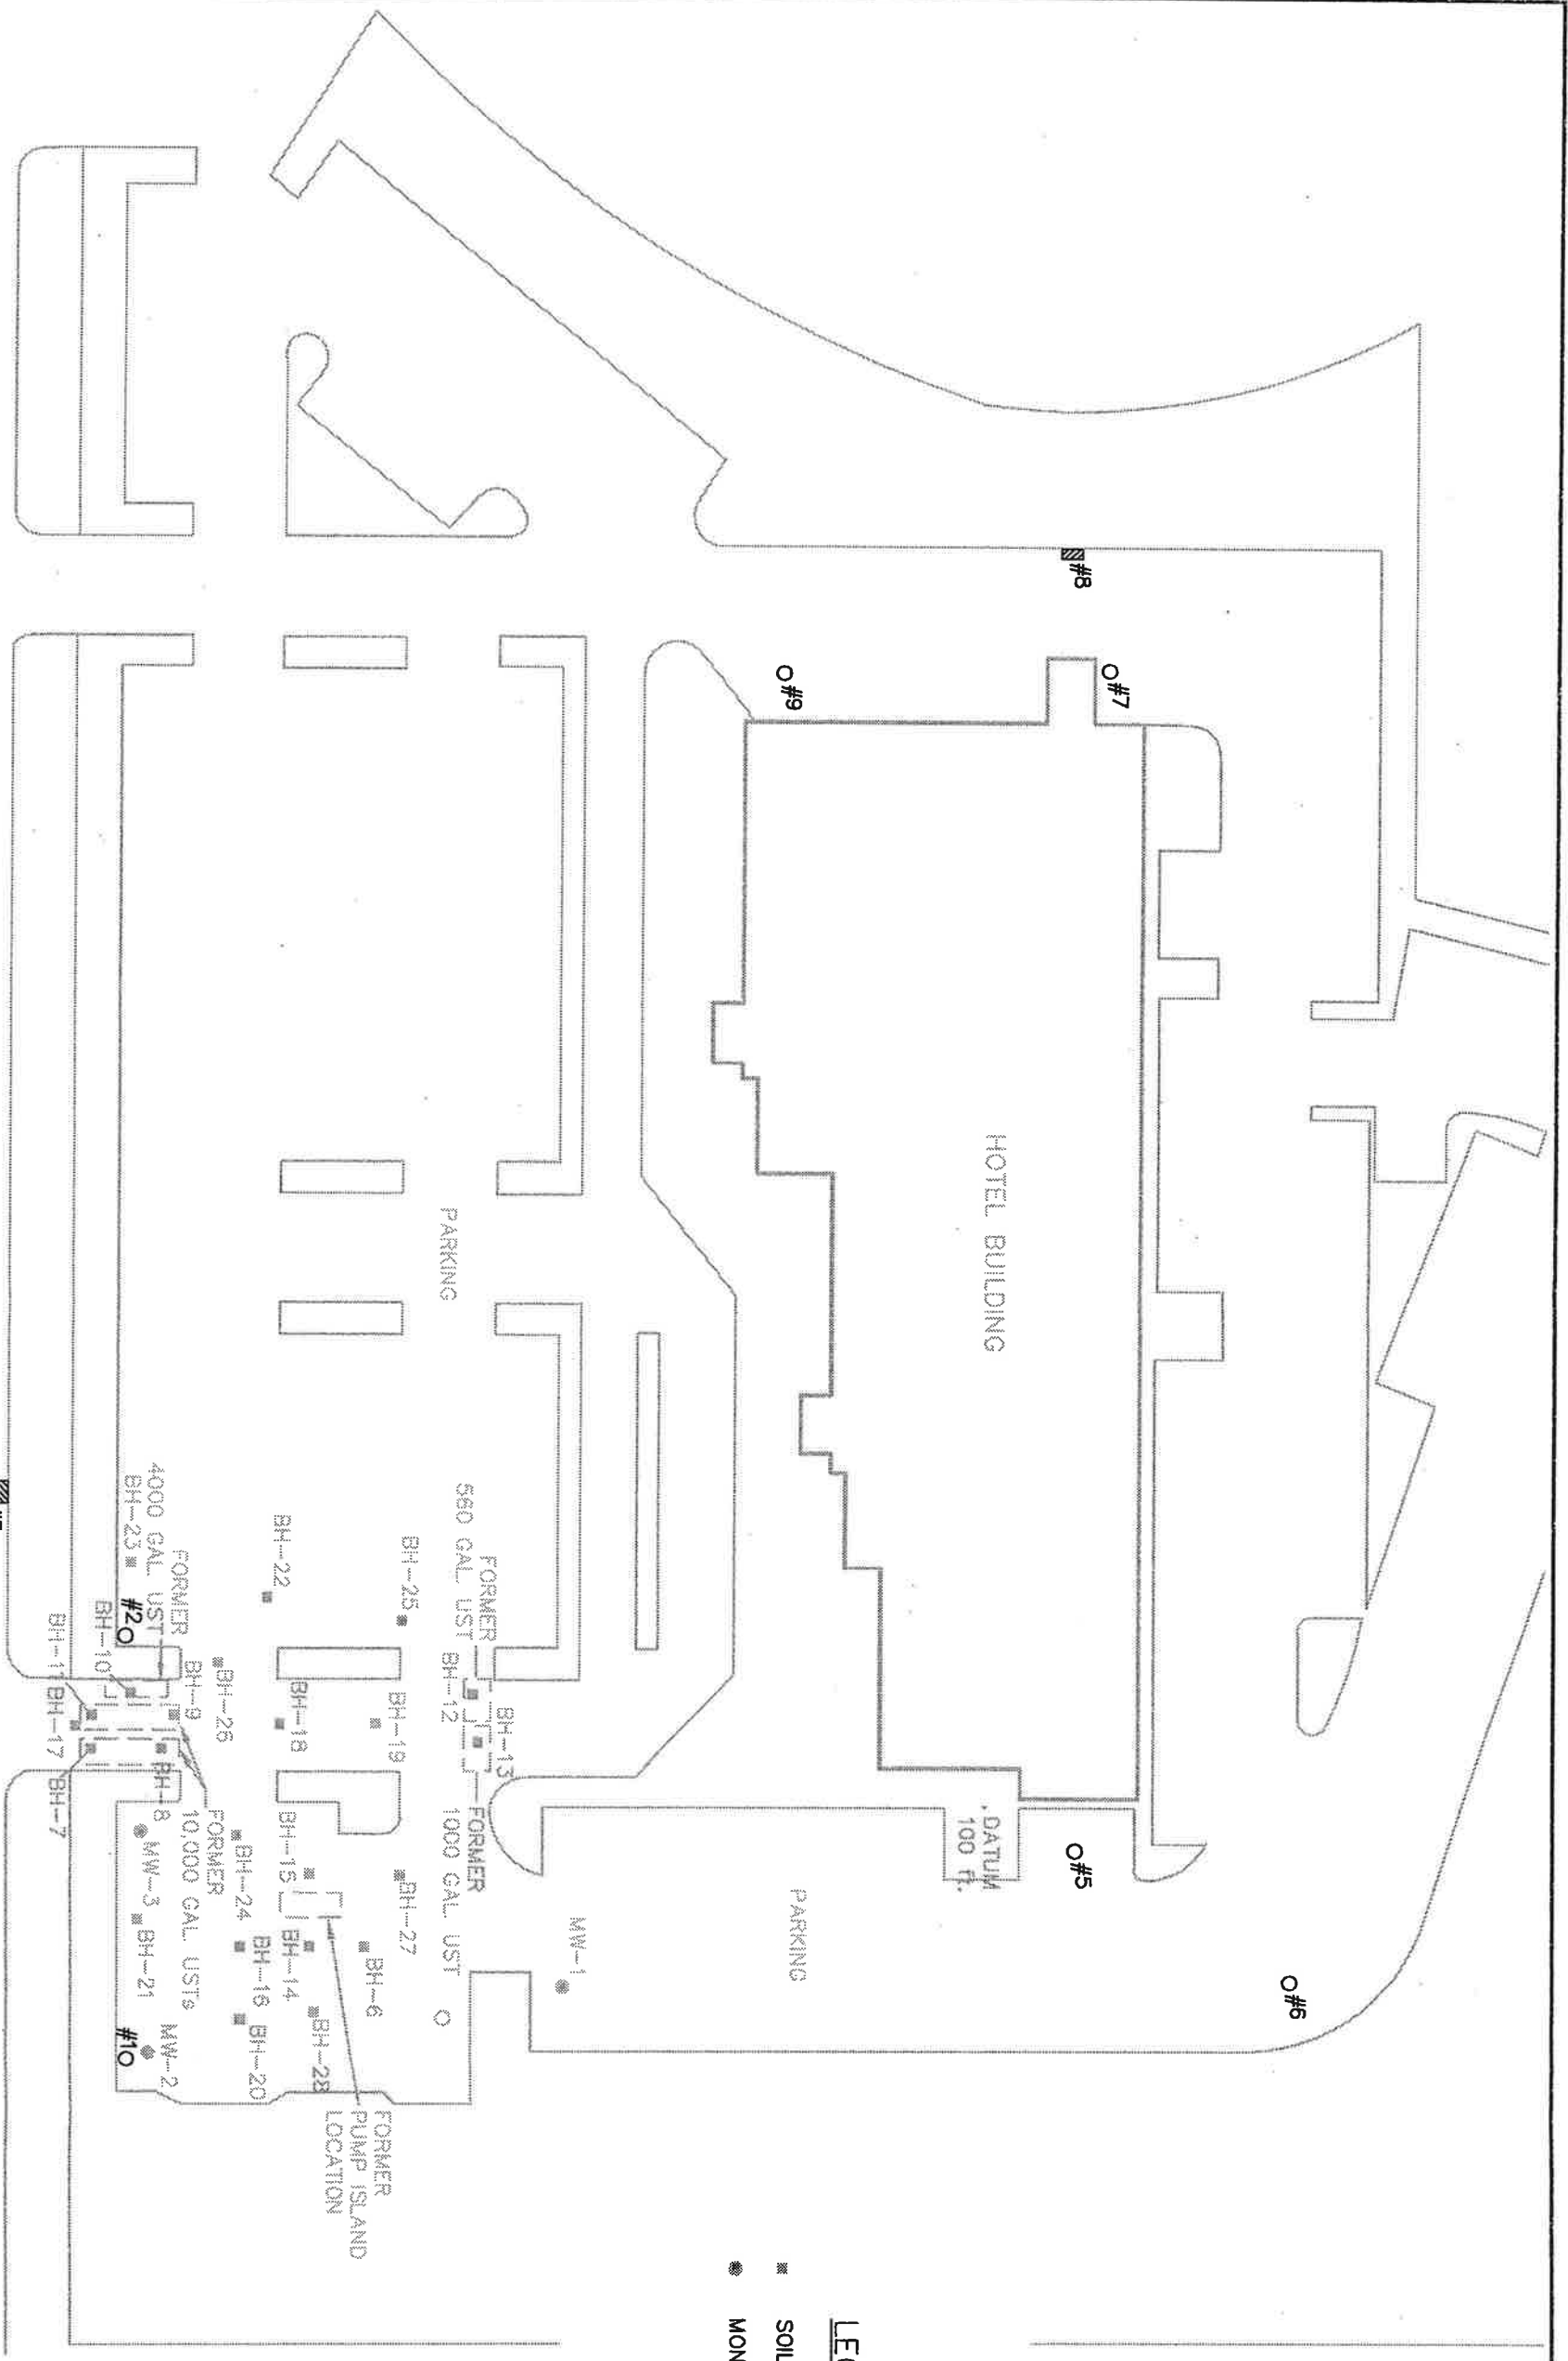 #8
#7
#9
HOTEL BUILDING
PARKING
FORMER
560 GAL. UST
BH-25
BH-22
FORMER
4000 GAL. UST
BH-23
#2
BH-10
BH-11
BH-17
BH-9
BH-26
BH-18
BH-19
BH-12
BH-13
FORMER
1000 GAL. UST
BH-7
BH-8
FORMER
10,000 GAL. USTs
MW-3
BH-21
BH-24
BH-15
BH-14
BH-16
BH-27
BH-6
BH-28
BH-20
MW-2
#1
MW-1
PARKING
DATUM
100 ft.
#5
#6
FORMER
PUMP ISLAND
LOCATION
SOIL